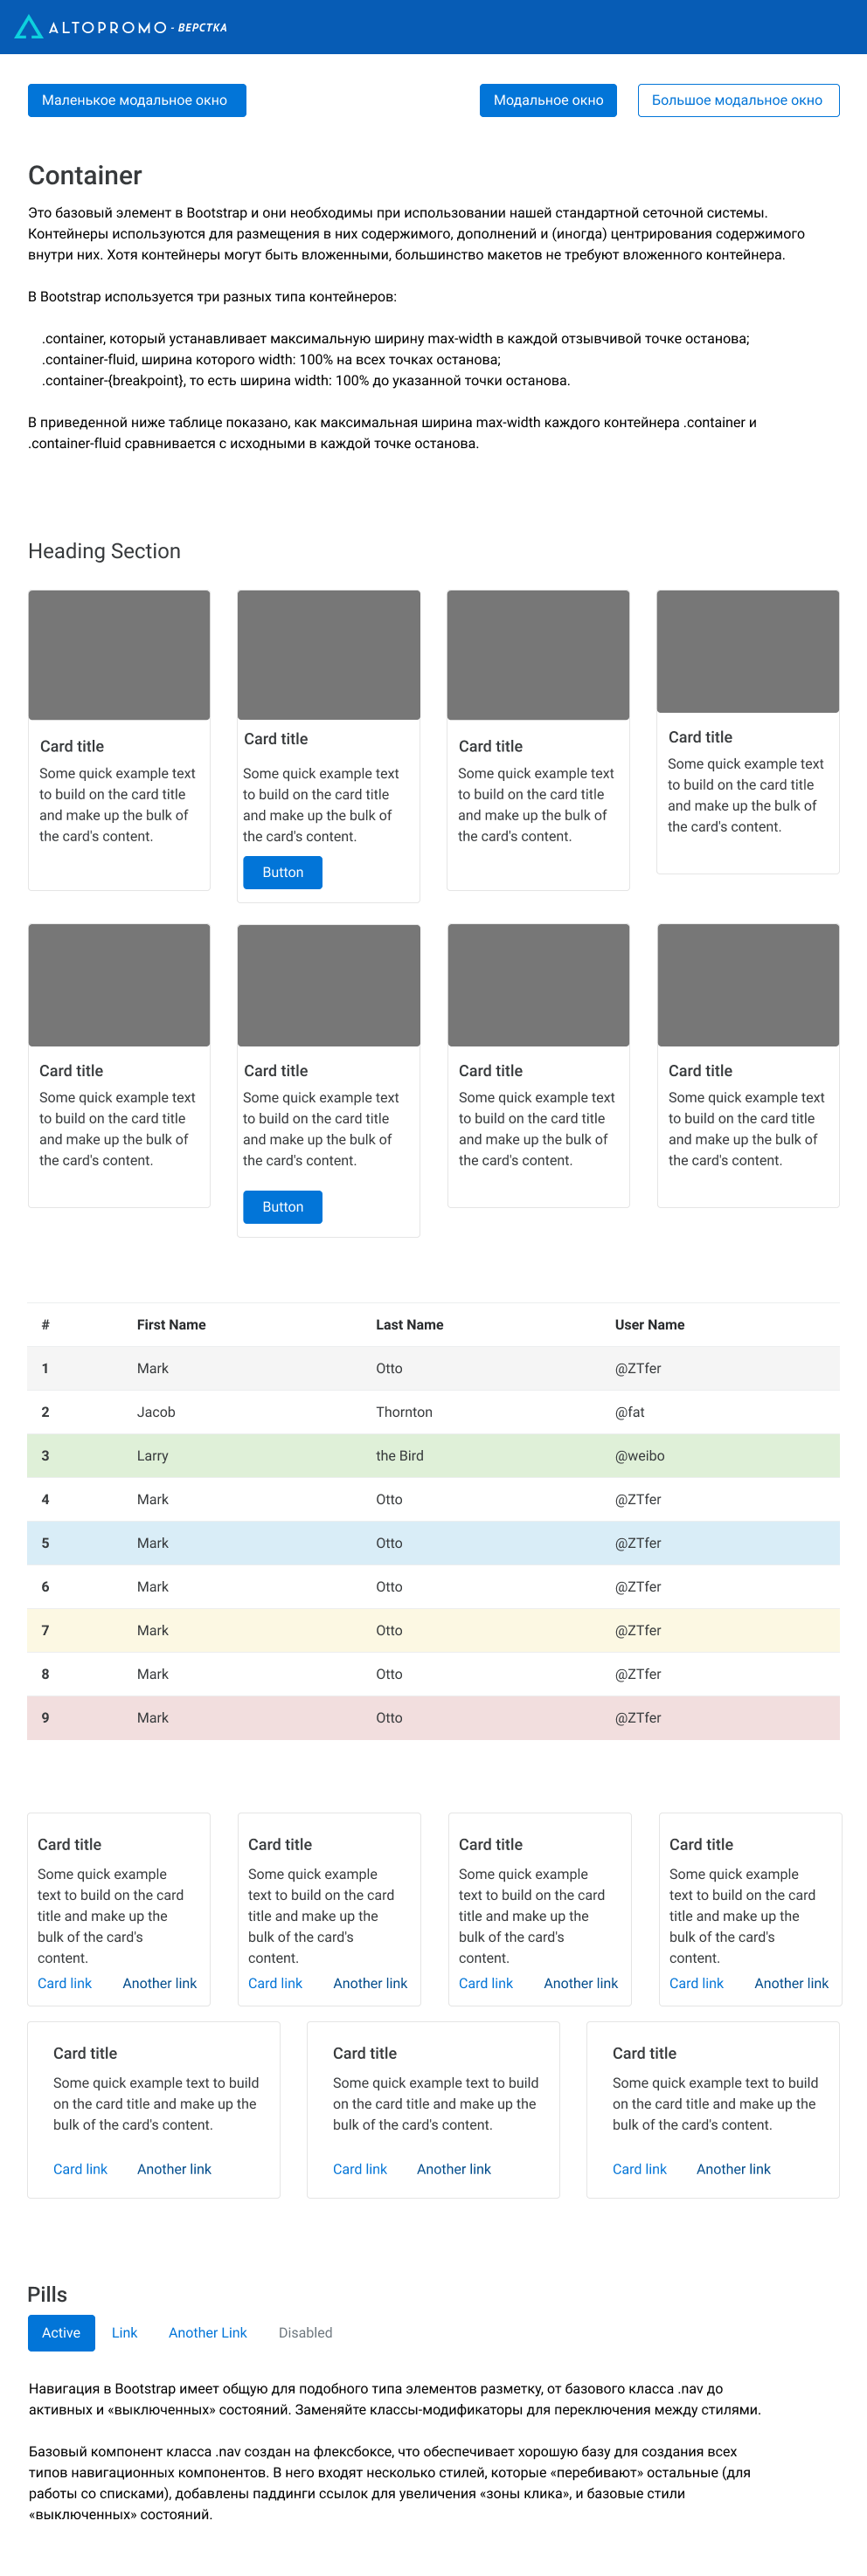 ALTOPROMO - ВЕРСТКА
Маленькое модальное окно
Модальное окно
Большое модальное окно
Container
Это базовый элемент в Bootstrap и они необходимы при использовании нашей стандартной сеточной системы.
Контейнеры используются для размещения в них содержимого, дополнений и (иногда) центрирования содержимого
внутри них. Хотя контейнеры могут быть вложенными, большинство макетов не требуют вложенного контейнера.
В Bootstrap используется три разных типа контейнеров:
.container, который устанавливает максимальную ширину max-width в каждой отзывчивой точке останова;
.container-fluid, ширина которого width: 100% на всех точках останова;
.container-{breakpoint}, то есть ширина width: 100% до указанной точки останова.
В приведенной ниже таблице показано, как максимальная ширина max-width каждого контейнера .container и
.container-fluid сравнивается с исходными в каждой точке останова.
Heading Section
Card title
Some quick example text
to build on the card title
and make up the bulk of
the card's content.
Card title
Some quick example text
to build on the card title
and make up the bulk of
the card's content.
Button
Card title
Some quick example text
to build on the card title
and make up the bulk of
the card's content.
Card title
Some quick example text
to build on the card title
and make up the bulk of
the card's content.
Card title
Some quick example text
to build on the card title
and make up the bulk of
the card's content.
Card title
Some quick example text
to build on the card title
and make up the bulk of
the card's content.
Button
Card title
Some quick example text
to build on the card title
and make up the bulk of
the card's content.
Card title
Some quick example text
to build on the card title
and make up the bulk of
the card's content.
# First Name Last Name User Name
1 Mark Otto @ZTfer
2 Jacob Thornton @fat
3 Larry the Bird @weibo
4 Mark Otto @ZTfer
5 Mark Otto @ZTfer
6 Mark Otto @ZTfer
7 Mark Otto @ZTfer
8 Mark Otto @ZTfer
9 Mark Otto @ZTfer
Card title
Some quick example
text to build on the card
title and make up the
bulk of the card's
content.
Card link Another link
Card title
Some quick example
text to build on the card
title and make up the
bulk of the card's
content.
Card link Another link
Card title
Some quick example
text to build on the card
title and make up the
bulk of the card's
content.
Card link Another link
Card title
Some quick example
text to build on the card
title and make up the
bulk of the card's
content.
Card link Another link
Card title
Some quick example text to build
on the card title and make up the
bulk of the card's content.
Card link Another link
Card title
Some quick example text to build
on the card title and make up the
bulk of the card's content.
Card link Another link
Card title
Some quick example text to build
on the card title and make up the
bulk of the card's content.
Card link Another link
Pills
Active Link Another Link Disabled
Навигация в Bootstrap имеет общую для подобного типа элементов разметку, от базового класса .nav до
активных и «выключенных» состояний. Заменяйте классы-модификаторы для переключения между стилями.
Базовый компонент класса .nav создан на флексбоксе, что обеспечивает хорошую базу для создания всех
типов навигационных компонентов. В него входят несколько стилей, которые «перебивают» остальные (для
работы со списками), добавлены паддинги ссылок для увеличения «зоны клика», и базовые стили
«выключенных» состояний.